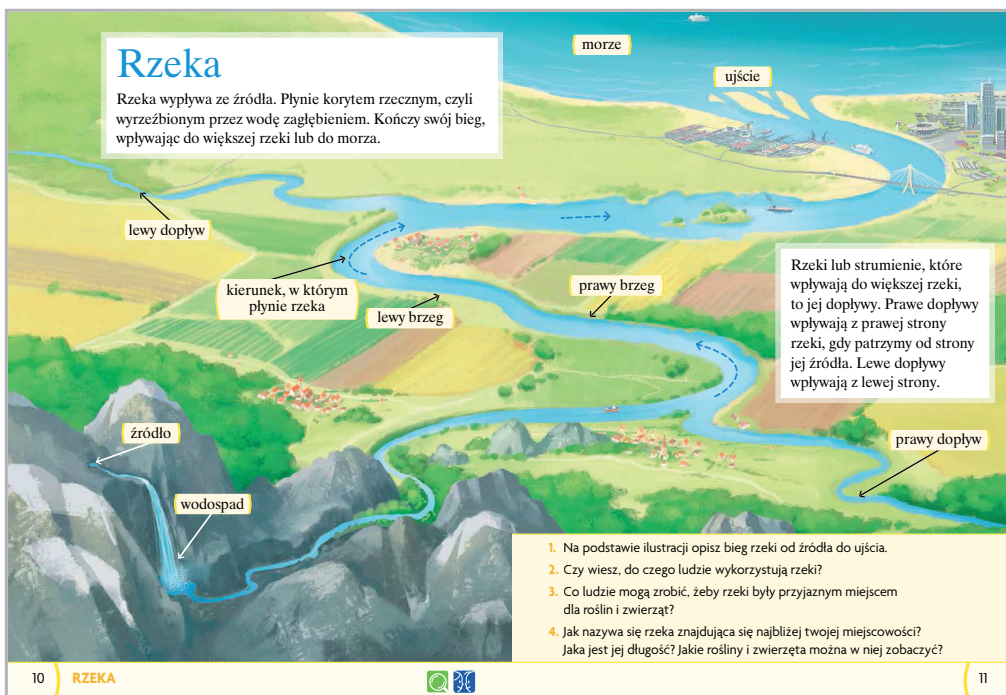 Rzeka
Rzeka wypływa ze źródła. Płynie korytem rzecznym, czyli
wyrzeźbionym przez wodę zagłębieniem. Kończy swój bieg,
wpływając do większej rzeki lub do morza.
morze
ujście
lewy dopływ
kierunek, w którym
płynie rzeka
lewy brzeg
prawy brzeg
Rzeki lub strumienie, które
wpływają do większej rzeki,
to jej dopływy. Prawe dopływy
wpływają z prawej strony
rzeki, gdy patrzymy od strony
jej źródła. Lewe dopływy
wpływają z lewej strony.
źródło
wodospad
prawy dopływ
1. Na podstawie ilustracji opisz bieg rzeki od źródła do ujścia.
2. Czy wiesz, do czego ludzie wykorzystują rzeki?
3. Co ludzie mogą zrobić, żeby rzeki były przyjaznym miejscem
dla roślin i zwierząt?
4. Jak nazywa się rzeka znajdująca się najbliżej twojej miejscowości?
Jaka jest jej długość? Jakie rośliny i zwierzęta można w niej zobaczyć?
10 RZEKA
11